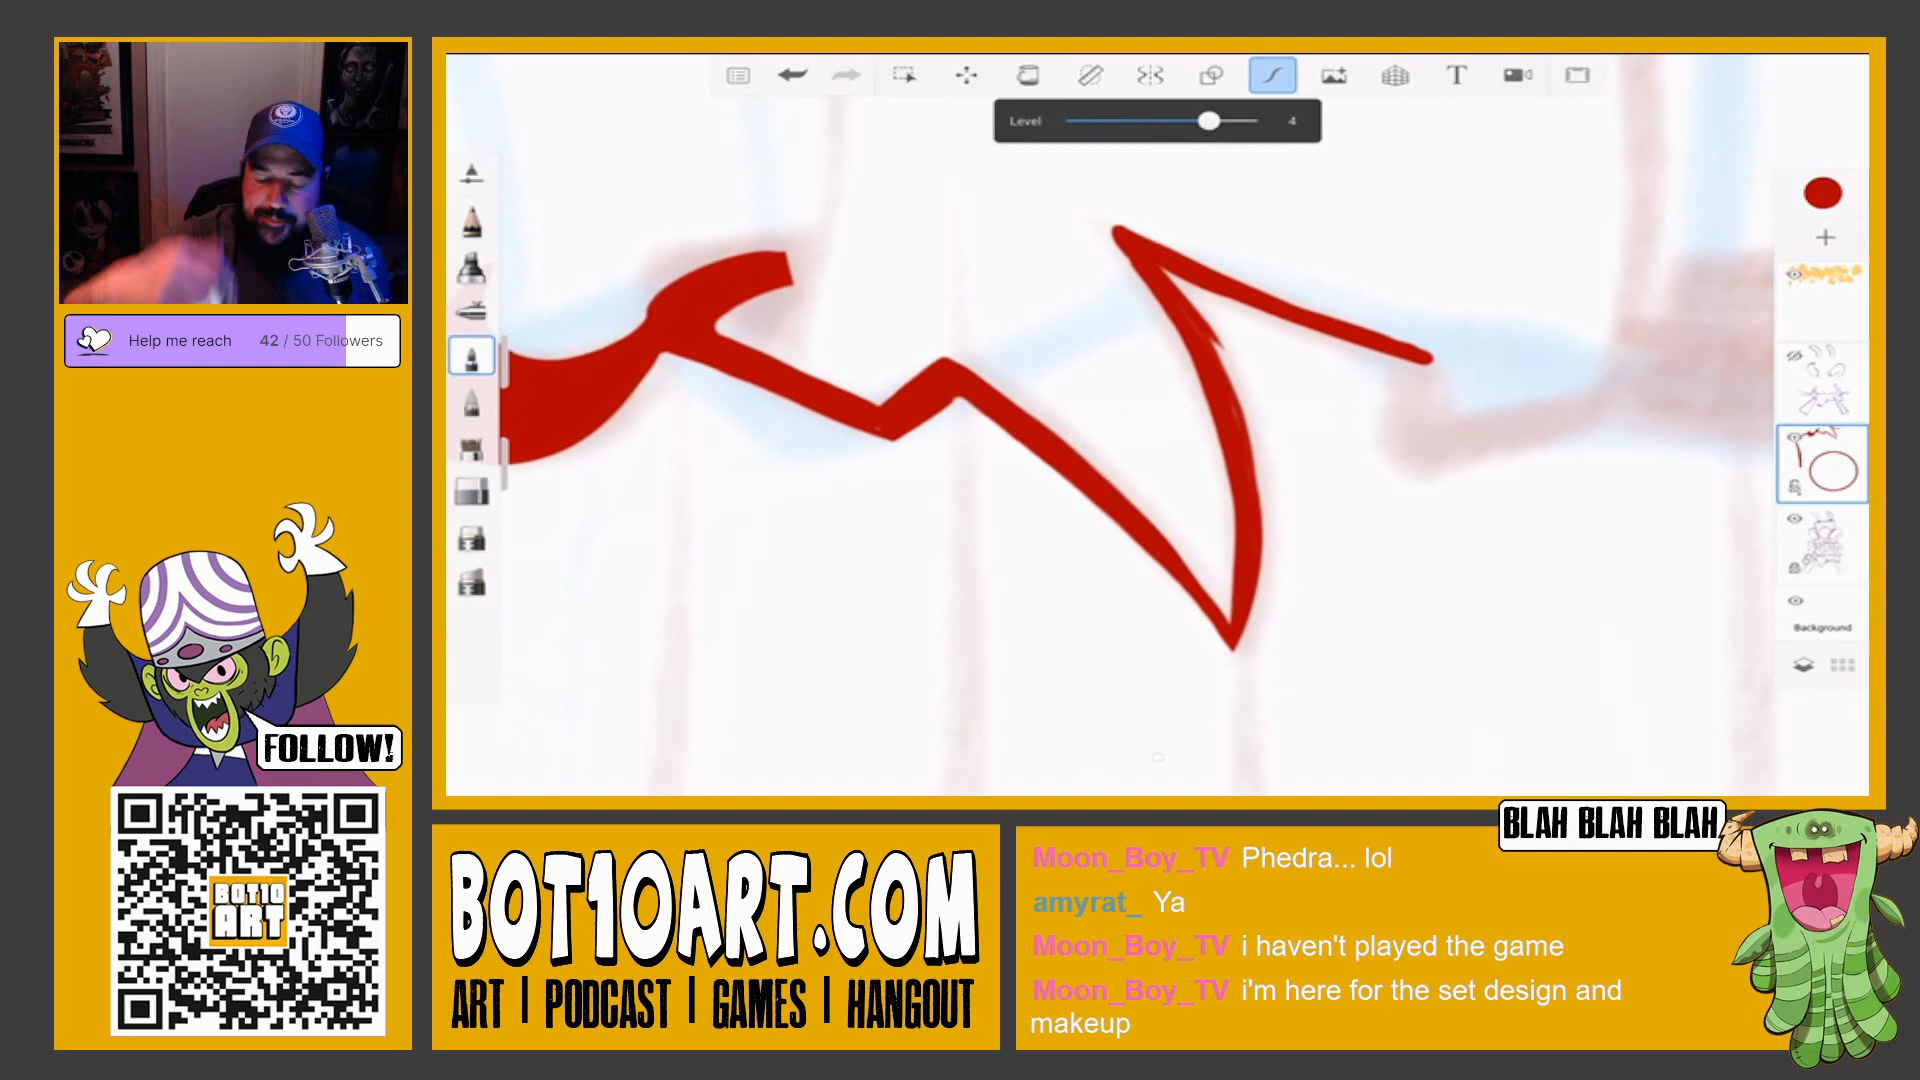 Level 4
Help me reach 42 / 50 Followers
FOLLOW!
BOT10
ART
Background
BOT10ART.COM
ART | PODCAST | GAMES | HANGOUT
BLAH BLAH BLAH
Moon_Boy_TV Phedra... lol
amyrat_ Ya
Moon_Boy_TV i haven't played the game
Moon_Boy_TV i'm here for the set design and
makeup